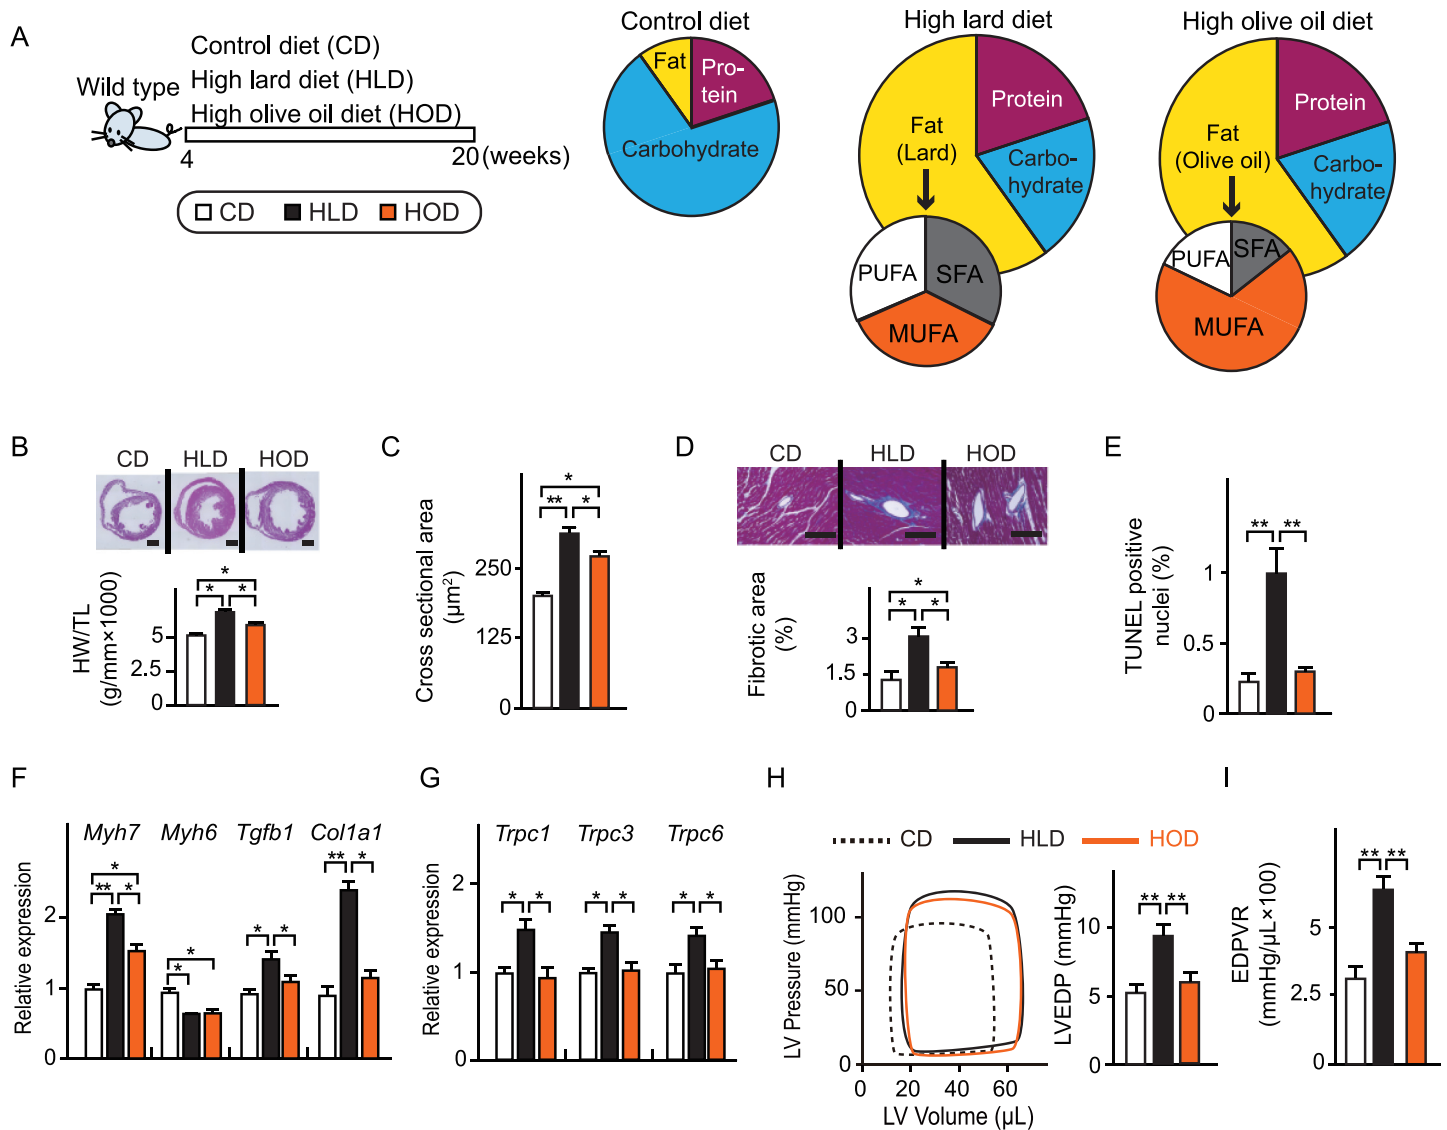 A
Wild type
Control diet (CD)
High lard diet (HLD)
High olive oil diet (HOD)
4
20 (weeks)
CD HLD HOD
Control diet
Fat
Pro-
tein
Carbohydrate
High lard diet
Protein
Fat
(Lard)
Carbo-
hydrate
PUFA
SFA
MUFA
High olive oil diet
Protein
Fat
(Olive oil)
Carbo-
hydrate
PUFA
SFA
MUFA
B
CD HLD HOD
HW/TL
(g/mm×1000)
5
2.5
0
* * *
C
Cross sectional area
(µm²)
250
125
0
*
** *
D
CD HLD HOD
Fibrotic area
(%)
3
1.5
0
*
* *
E
TUNEL positive
nuclei (%)
1
0.5
0
** **
F
Relative expression
2
1
0
Myh7 Myh6 Tgfb1 Col1a1
*
** *
*
*
* *
** *
G
Relative expression
2
1
0
Trpc1 Trpc3 Trpc6
* * * * * *
H
CD HLD HOD
LV Pressure (mmHg)
100
50
0
0 20 40 60
LV Volume (µL)
LVEDP (mmHg)
10
5
0
** **
I
EDPVR
(mmHg/µL×100)
5
2.5
0
** **